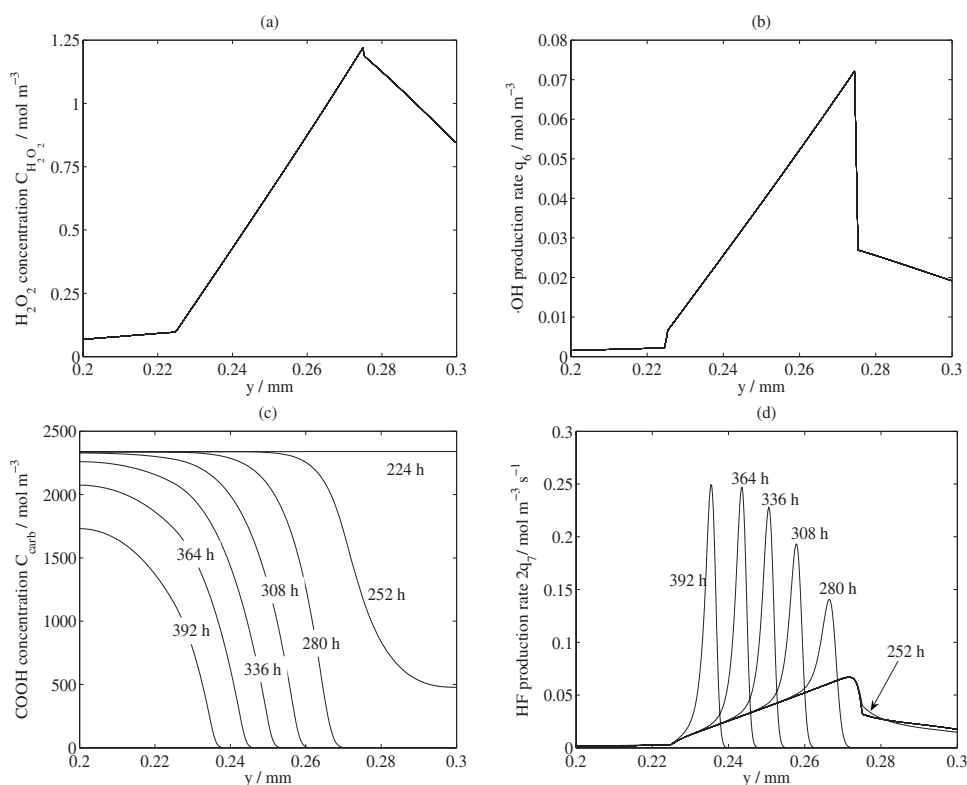 (a)
H₂O₂ concentration C_{H₂O₂} / mol m⁻³
1.25
1
0.75
0.5
0.25
0
0.2
0.22
0.24
0.26
0.28
0.3
y / mm
(b)
·OH production rate q₆ / mol m⁻³
0.08
0.07
0.06
0.05
0.04
0.03
0.02
0.01
0
0.2
0.22
0.24
0.26
0.28
0.3
y / mm
(c)
COOH concentration C_{carb} / mol m⁻³
2500
2000
1500
1000
500
0
224 h
252 h
280 h
308 h
336 h
364 h
392 h
0.2
0.22
0.24
0.26
0.28
0.3
y / mm
(d)
HF production rate 2q₇/ mol m⁻³ s⁻¹
0.3
0.25
0.2
0.15
0.1
0.05
0
364 h
336 h
308 h
392 h
280 h
252 h
0.2
0.22
0.24
0.26
0.28
0.3
y / mm